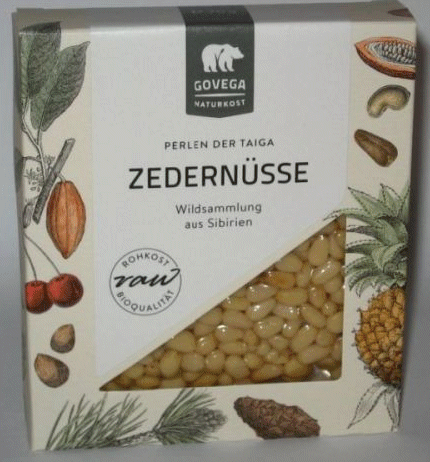 GOVEGA
NATURKOST
PERLEN DER TAIGA
ZEDERNÜSSE
Wildsammlung
aus Sibirien
ROHKOST
raw
BIOQUALITÄT